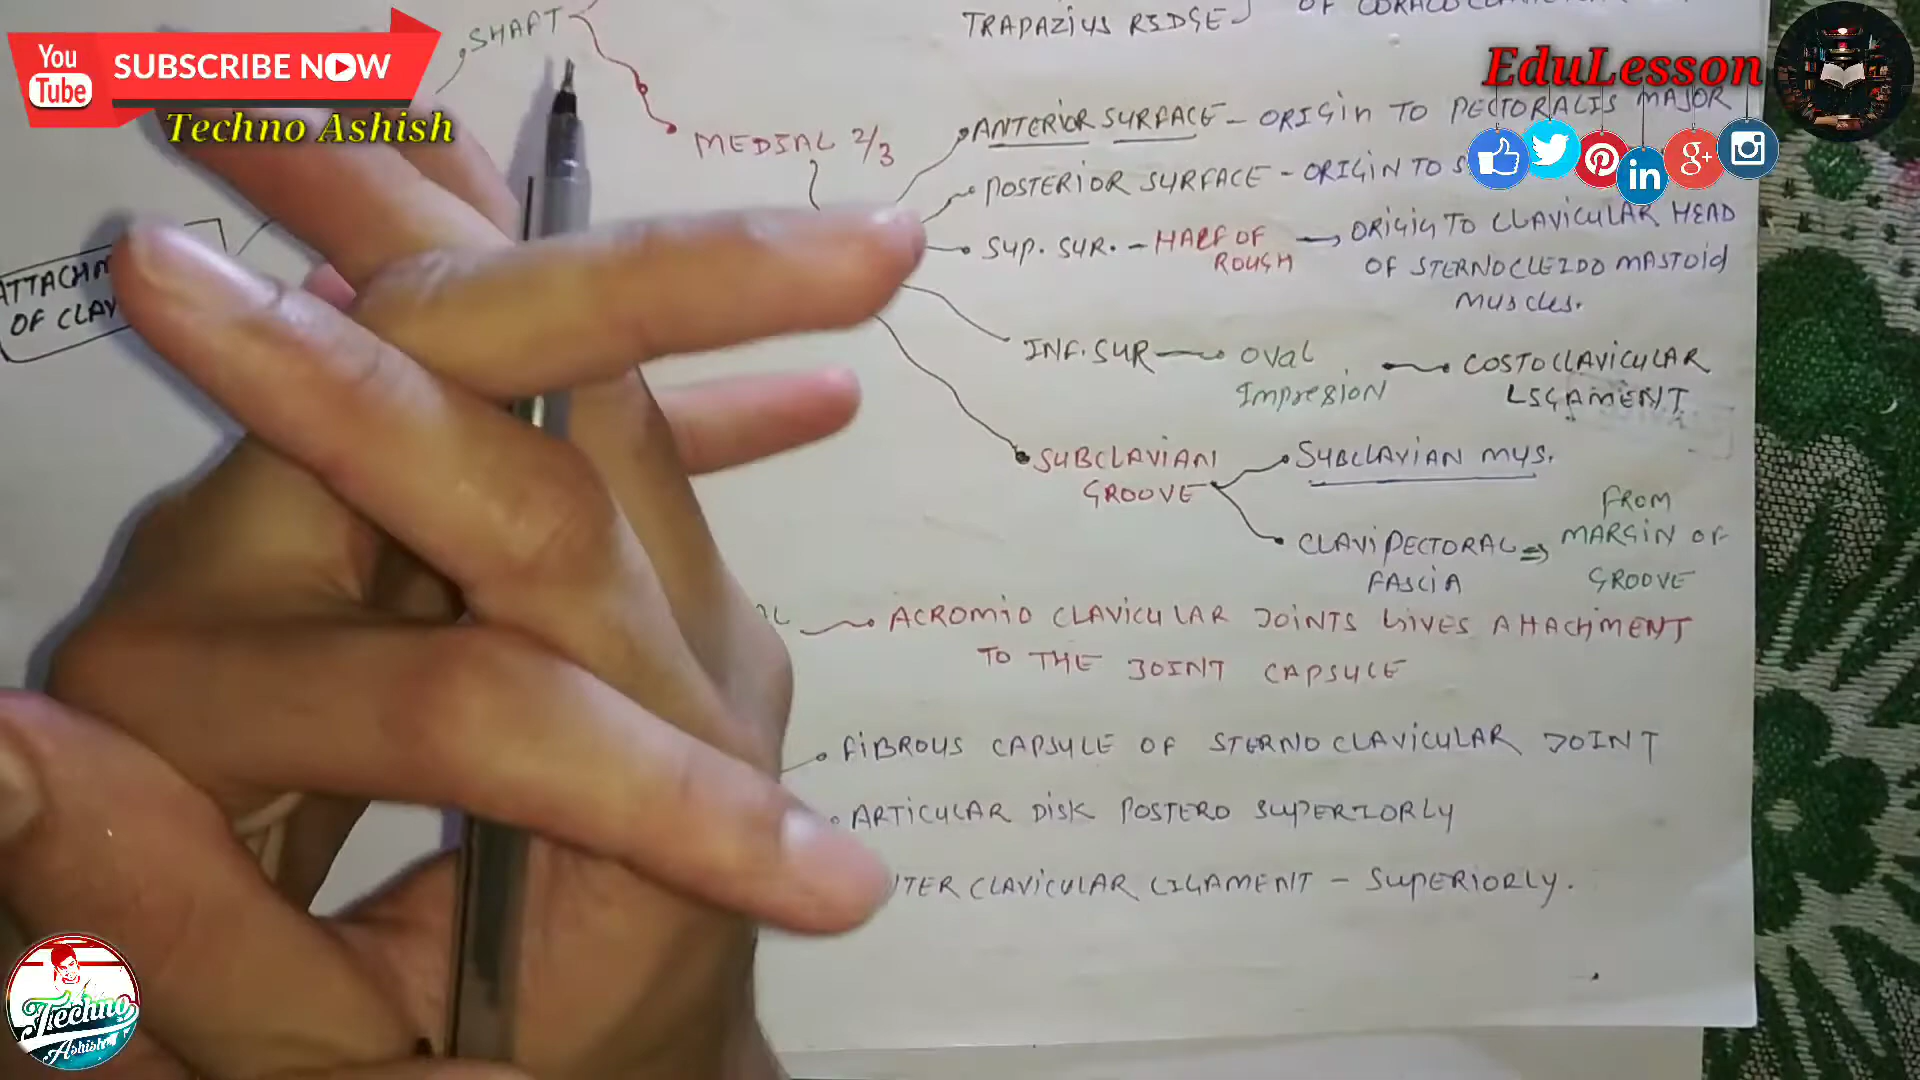 SHAFT
TRAPAZIUS RIDGE
You
Tube
SUBSCRIBE NOW
Techno Ashish
EduLesson
MEDIAL 2/3
ANTERIOR SURFACE - ORIGIN TO PECTORALIS MAJOR
POSTERIOR SURFACE - ORIGIN TO S
SUP. SUR. - HALF OF
ROUGH
ORIGIN TO CLAVICULAR HEAD
OF STERNOCLEIDO MASTOID
MUSCLES.
OF CLAV
INF. SUR
OVAL
IMPRESION
COSTOCLAVICULAR
LIGAMENT
SUBCLAVIAN
GROOVE
SUBCLAVIAN MUS.
CLAVIPECTORAL
FASCIA
FROM
MARGIN OF
GROOVE
ACROMIO CLAVICULAR JOINTS GIVES ATTACHMENT
TO THE JOINT CAPSULE
FIBROUS CAPSULE OF STERNO CLAVICULAR JOINT
ARTICULAR DISK POSTERO SUPERIORLY
NTER CLAVICULAR LIGAMENT - SUPERIORLY.
in
g+
Techno
Ashish